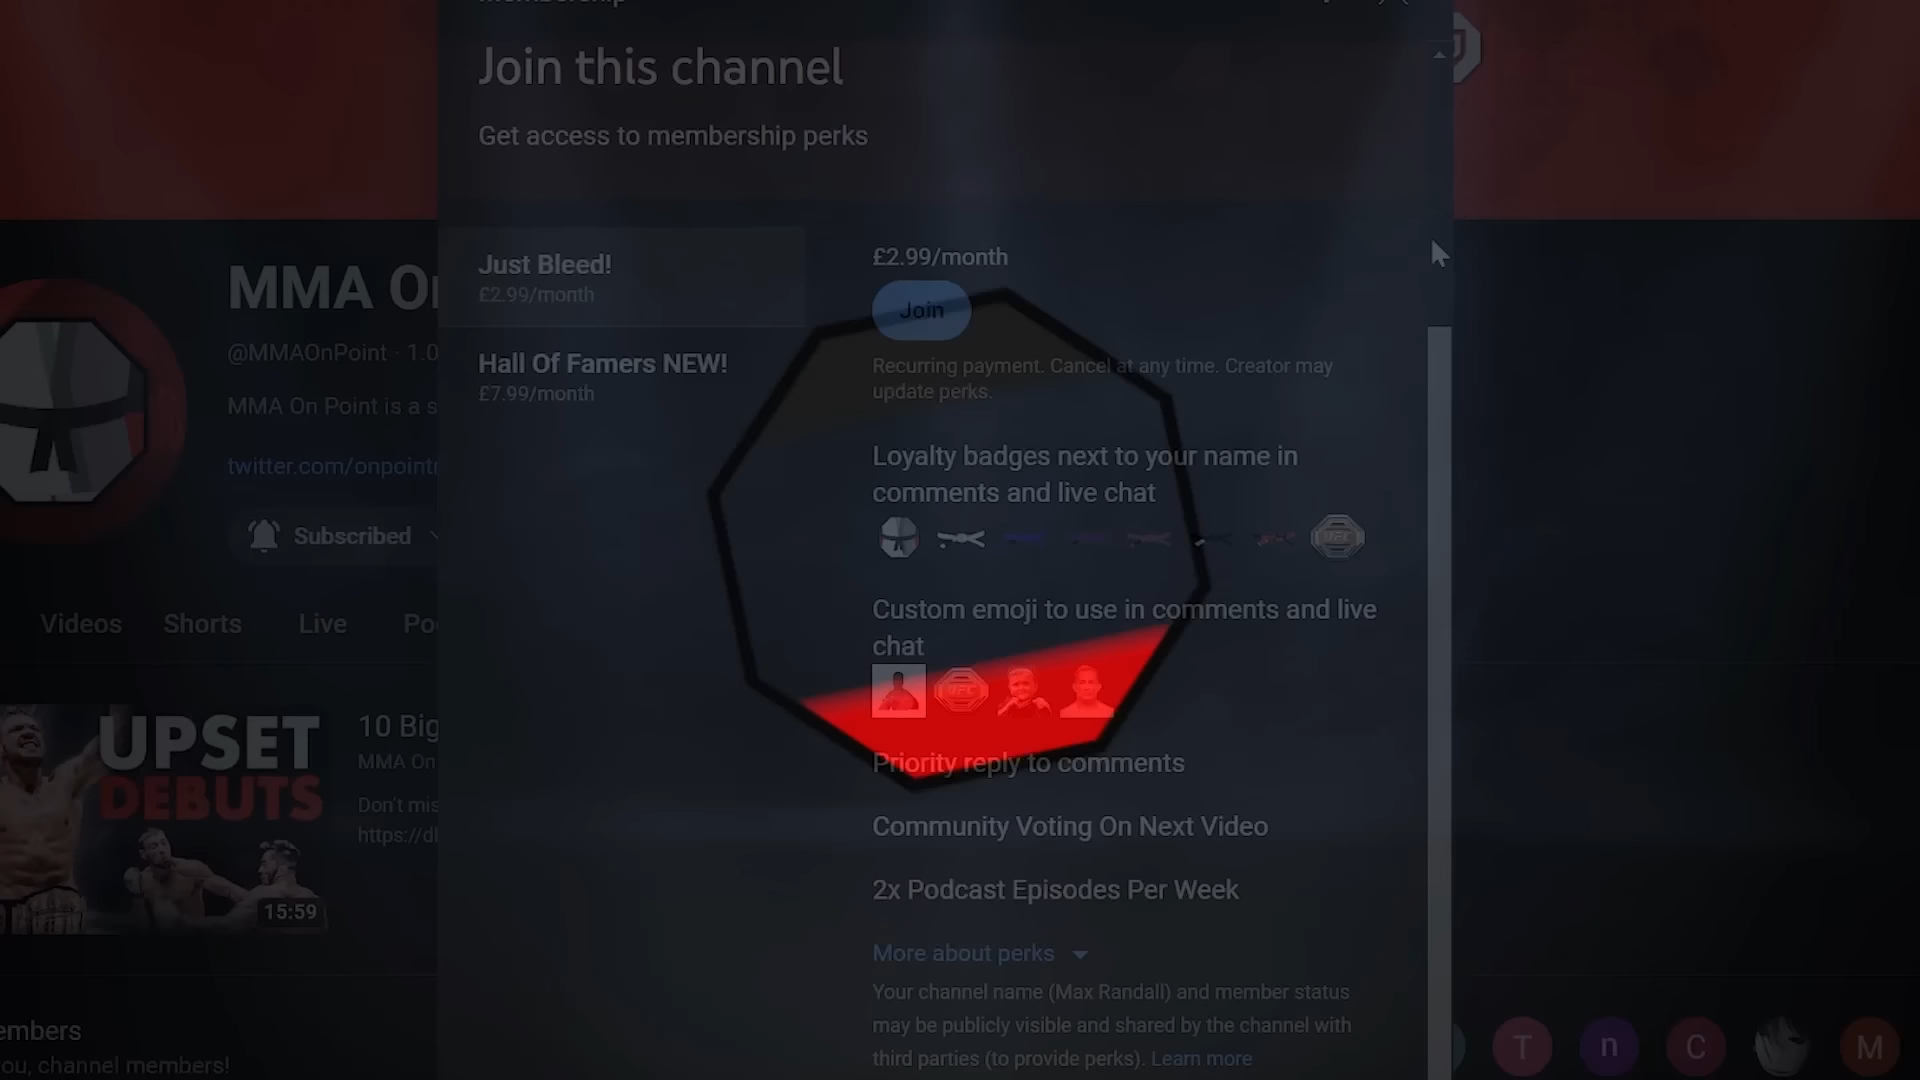 Membership
Join this channel
Get access to membership perks
Just Bleed!
£2.99/month
Hall Of Famers NEW!
£7.99/month
£2.99/month
Join
Recurring payment. Cancel at any time. Creator may
update perks.
Loyalty badges next to your name in
comments and live chat
UFC
Custom emoji to use in comments and live
chat
UFC
Priority reply to comments
Community Voting On Next Video
2x Podcast Episodes Per Week
More about perks
Your channel name (Max Randall) and member status
may be publicly visible and shared by the channel with
third parties (to provide perks). Learn more
MMA O
@MMAOnPoint · 1.0
MMA On Point is a s
twitter.com/onpoint
Subscribed
Videos Shorts Live Po
UPSET
DEBUTS
15:59
10 Big
MMA On
Don't mis
https://dl
embers
ou, channel members!
T n C M